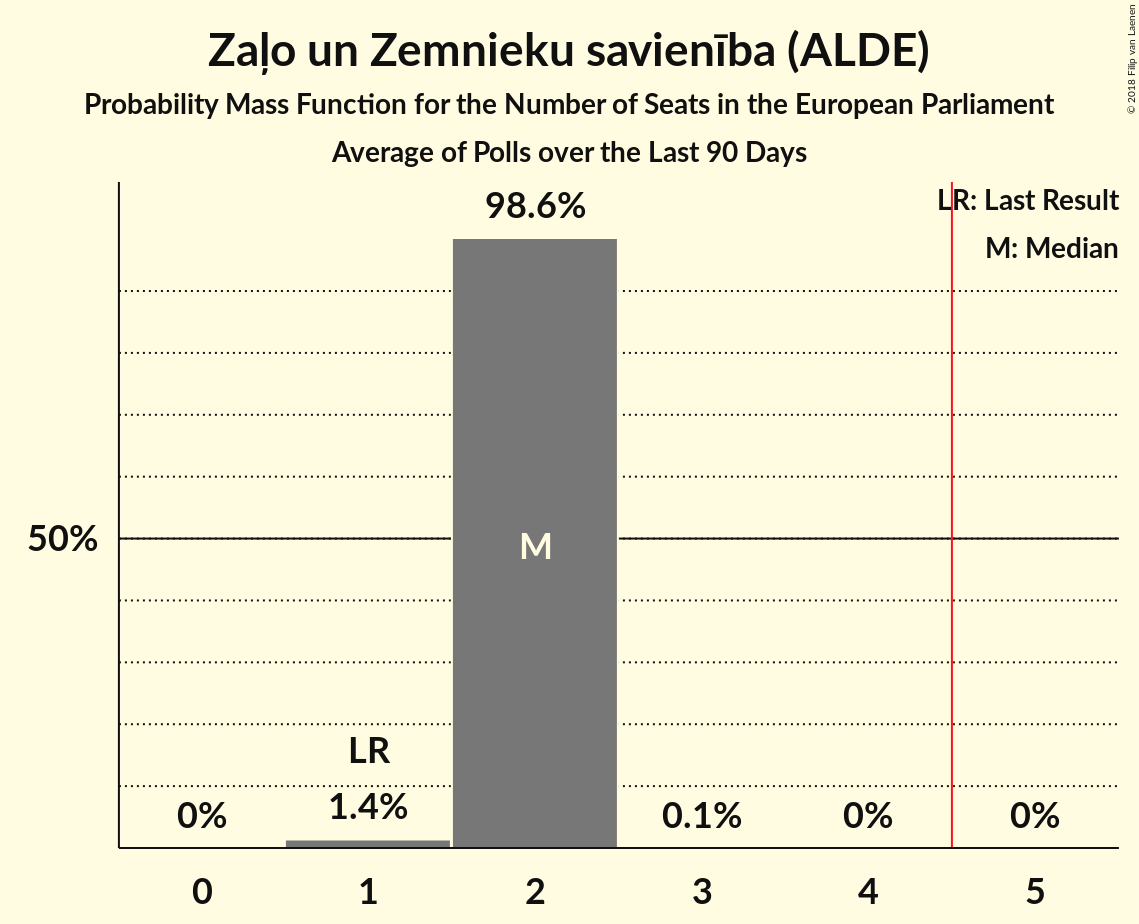 Zaļo un Zemnieku savienība (ALDE)
Probability Mass Function for the Number of Seats in the European Parliament
Average of Polls over the Last 90 Days
© 2018 Filip van Laenen
98.6%
LR: Last Result
M: Median
50%
M
LR
0%
1.4%
0.1%
0%
0%
0
1
2
3
4
5